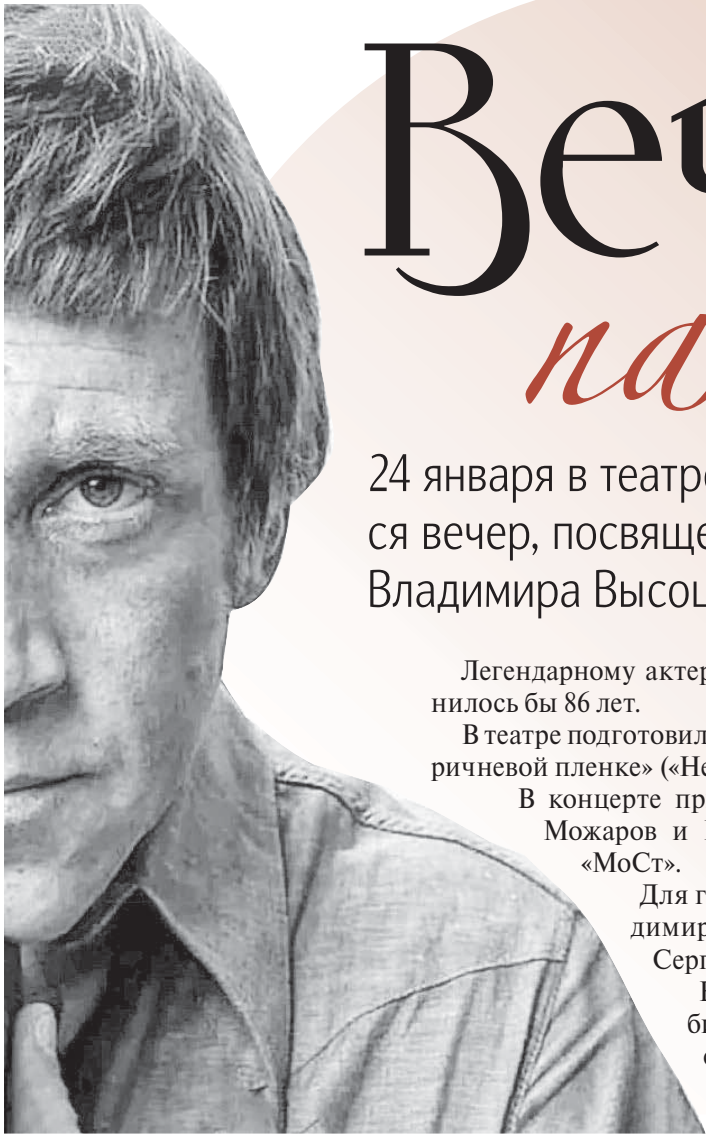 Веч
па
24 января в театре
ся вечер, посвяще
Владимира Высоц
Легендарному актер
нилось бы 86 лет.
В театре подготовил
ричневой пленке» («Не
В концерте пр
Можаров и
«МоСт».
Для г
димир
Серг